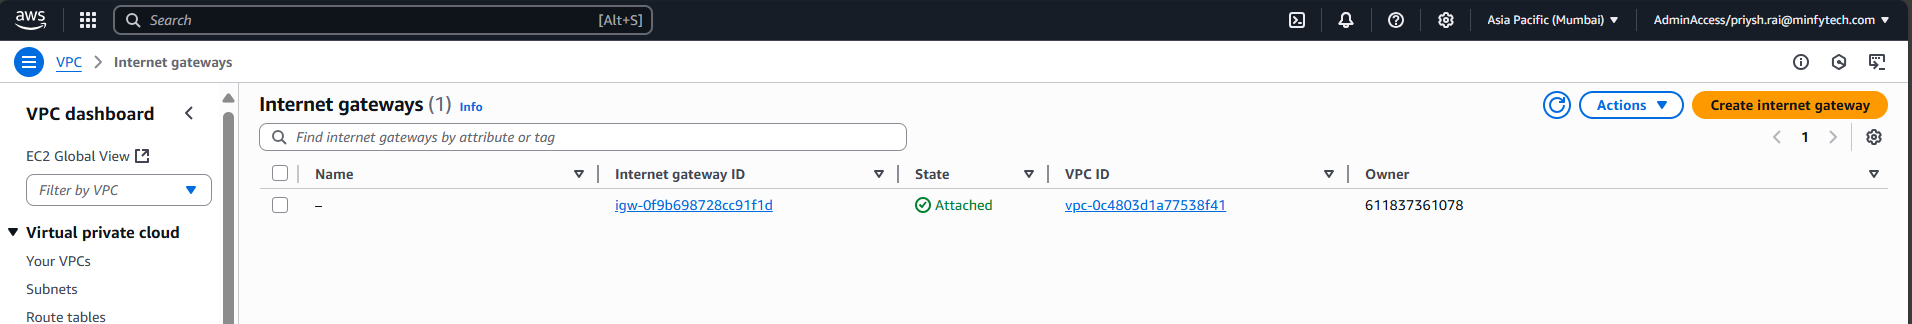 aws
Search [Alt+S]
Asia Pacific (Mumbai)
AdminAccess/priysh.rai@minfytech.com
VPC
Internet gateways
VPC dashboard
EC2 Global View
Filter by VPC
Virtual private cloud
Your VPCs
Subnets
Route tables
Internet gateways (1) Info
Actions
Create internet gateway
Find internet gateways by attribute or tag
1
Name Internet gateway ID State VPC ID Owner
– igw-0f9b698728cc91f1d Attached vpc-0c4803d1a77538f41 611837361078